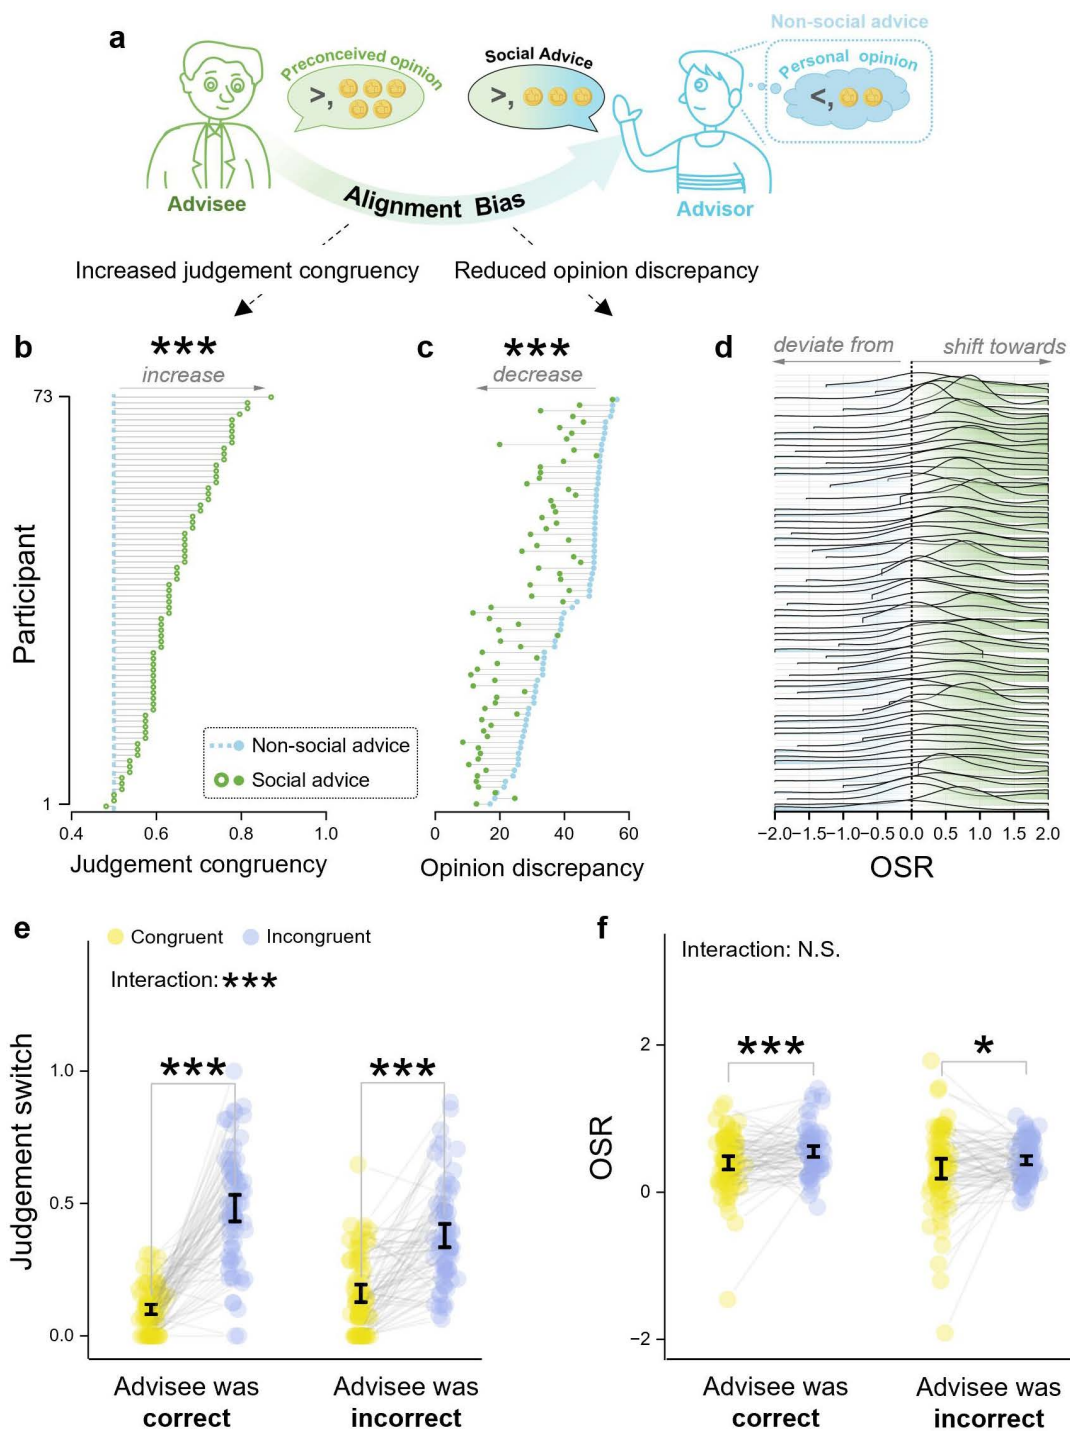 a
Non-social advice
Preconceived opinion
Social Advice
Personal opinion
>,
>,
<,
Advisee
Alignment Bias
Advisor
Increased judgement congruency
Reduced opinion discrepancy
b
***
increase
c
***
decrease
d
deviate from
shift towards
73
Participant
1
Non-social advice
Social advice
0.4 0.6 0.8 1.0
Judgement congruency
0 20 40 60
Opinion discrepancy
−2.0 −1.5 −1.0 −0.5 0.0 0.5 1.0 1.5 2.0
OSR
e
Congruent
Incongruent
Interaction: ***
Judgement switch
1.0
0.5
0.0
***
***
Advisee was
correct
Advisee was
incorrect
f
Interaction: N.S.
OSR
2
0
−2
***
*
Advisee was
correct
Advisee was
incorrect